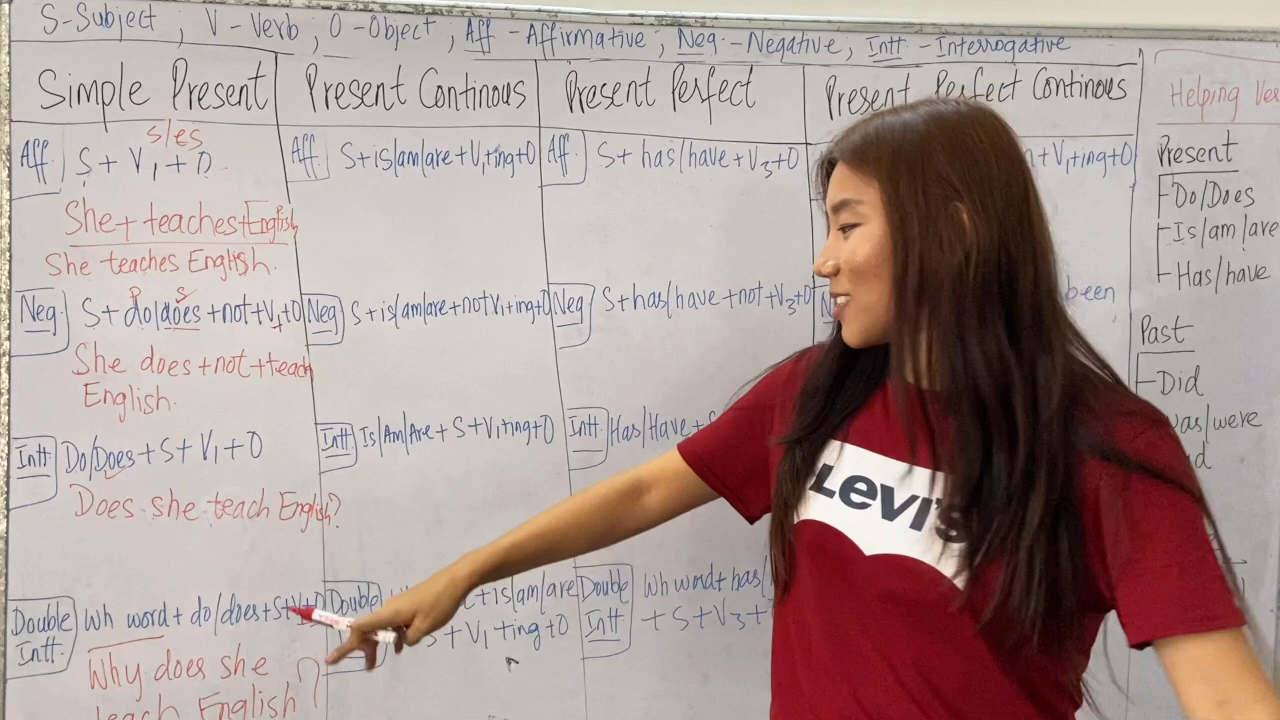 S-Subject , V-Verb, O-Object, Aff-Affirmative, Neg-Negative, Intt-Interrogative
Simple Present
s/es
Aff S+V1+O
She+teaches+English
She teaches English.
P S
Neg S+do/does+not+V1+O
She does+not+teach
English.
Intt Do/Does+S+V1+O
Does she teach English?
Double Wh word+do/does+S+V1+O
Intt
Why does she
teach English?
Present Continous
Aff S+is/am/are+V1+ing+O
Neg S+is/am/are+not+V1+ing+O
Intt Is/Am/Are+S+V1+ing+O
Double +is/am/are
S+V1+ing+O
Present Perfect
Aff S+has/have+V3+O
Neg S+has/have+not+V3+O
Intt Has/Have+S
Double Wh word+has/
Intt +S+V3+
Present Perfect Continous
+V1+ing+O
been
Helping
Present
Do/Does
Is/am/are
Has/have
Past
Did
was/were
Levi's